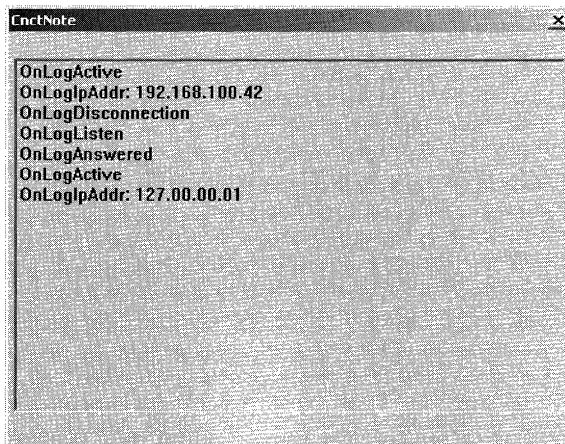 CnctNote
OnLogActive
OnLogIpAddr: 192.168.100.42
OnLogDisconnection
OnLogListen
OnLogAnswered
OnLogActive
OnLogIpAddr: 127.00.00.01